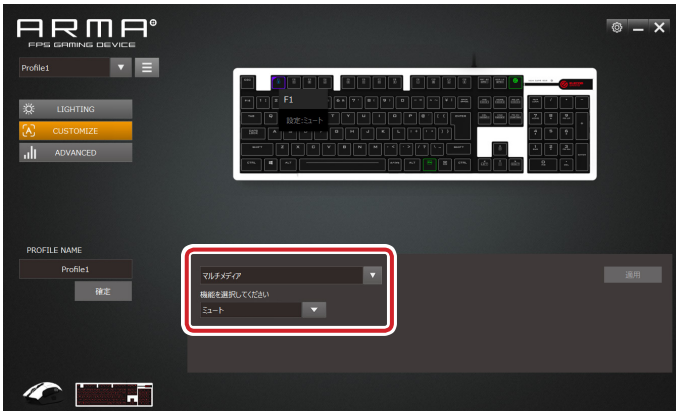 ARMA
FPS GAMING DEVICE
Profile1
LIGHTING
CUSTOMIZE
ADVANCED
F1
設定:ミュート
PROFILE NAME
Profile1
確定
マルチメディア
機能を選択してください
ミュート
適用